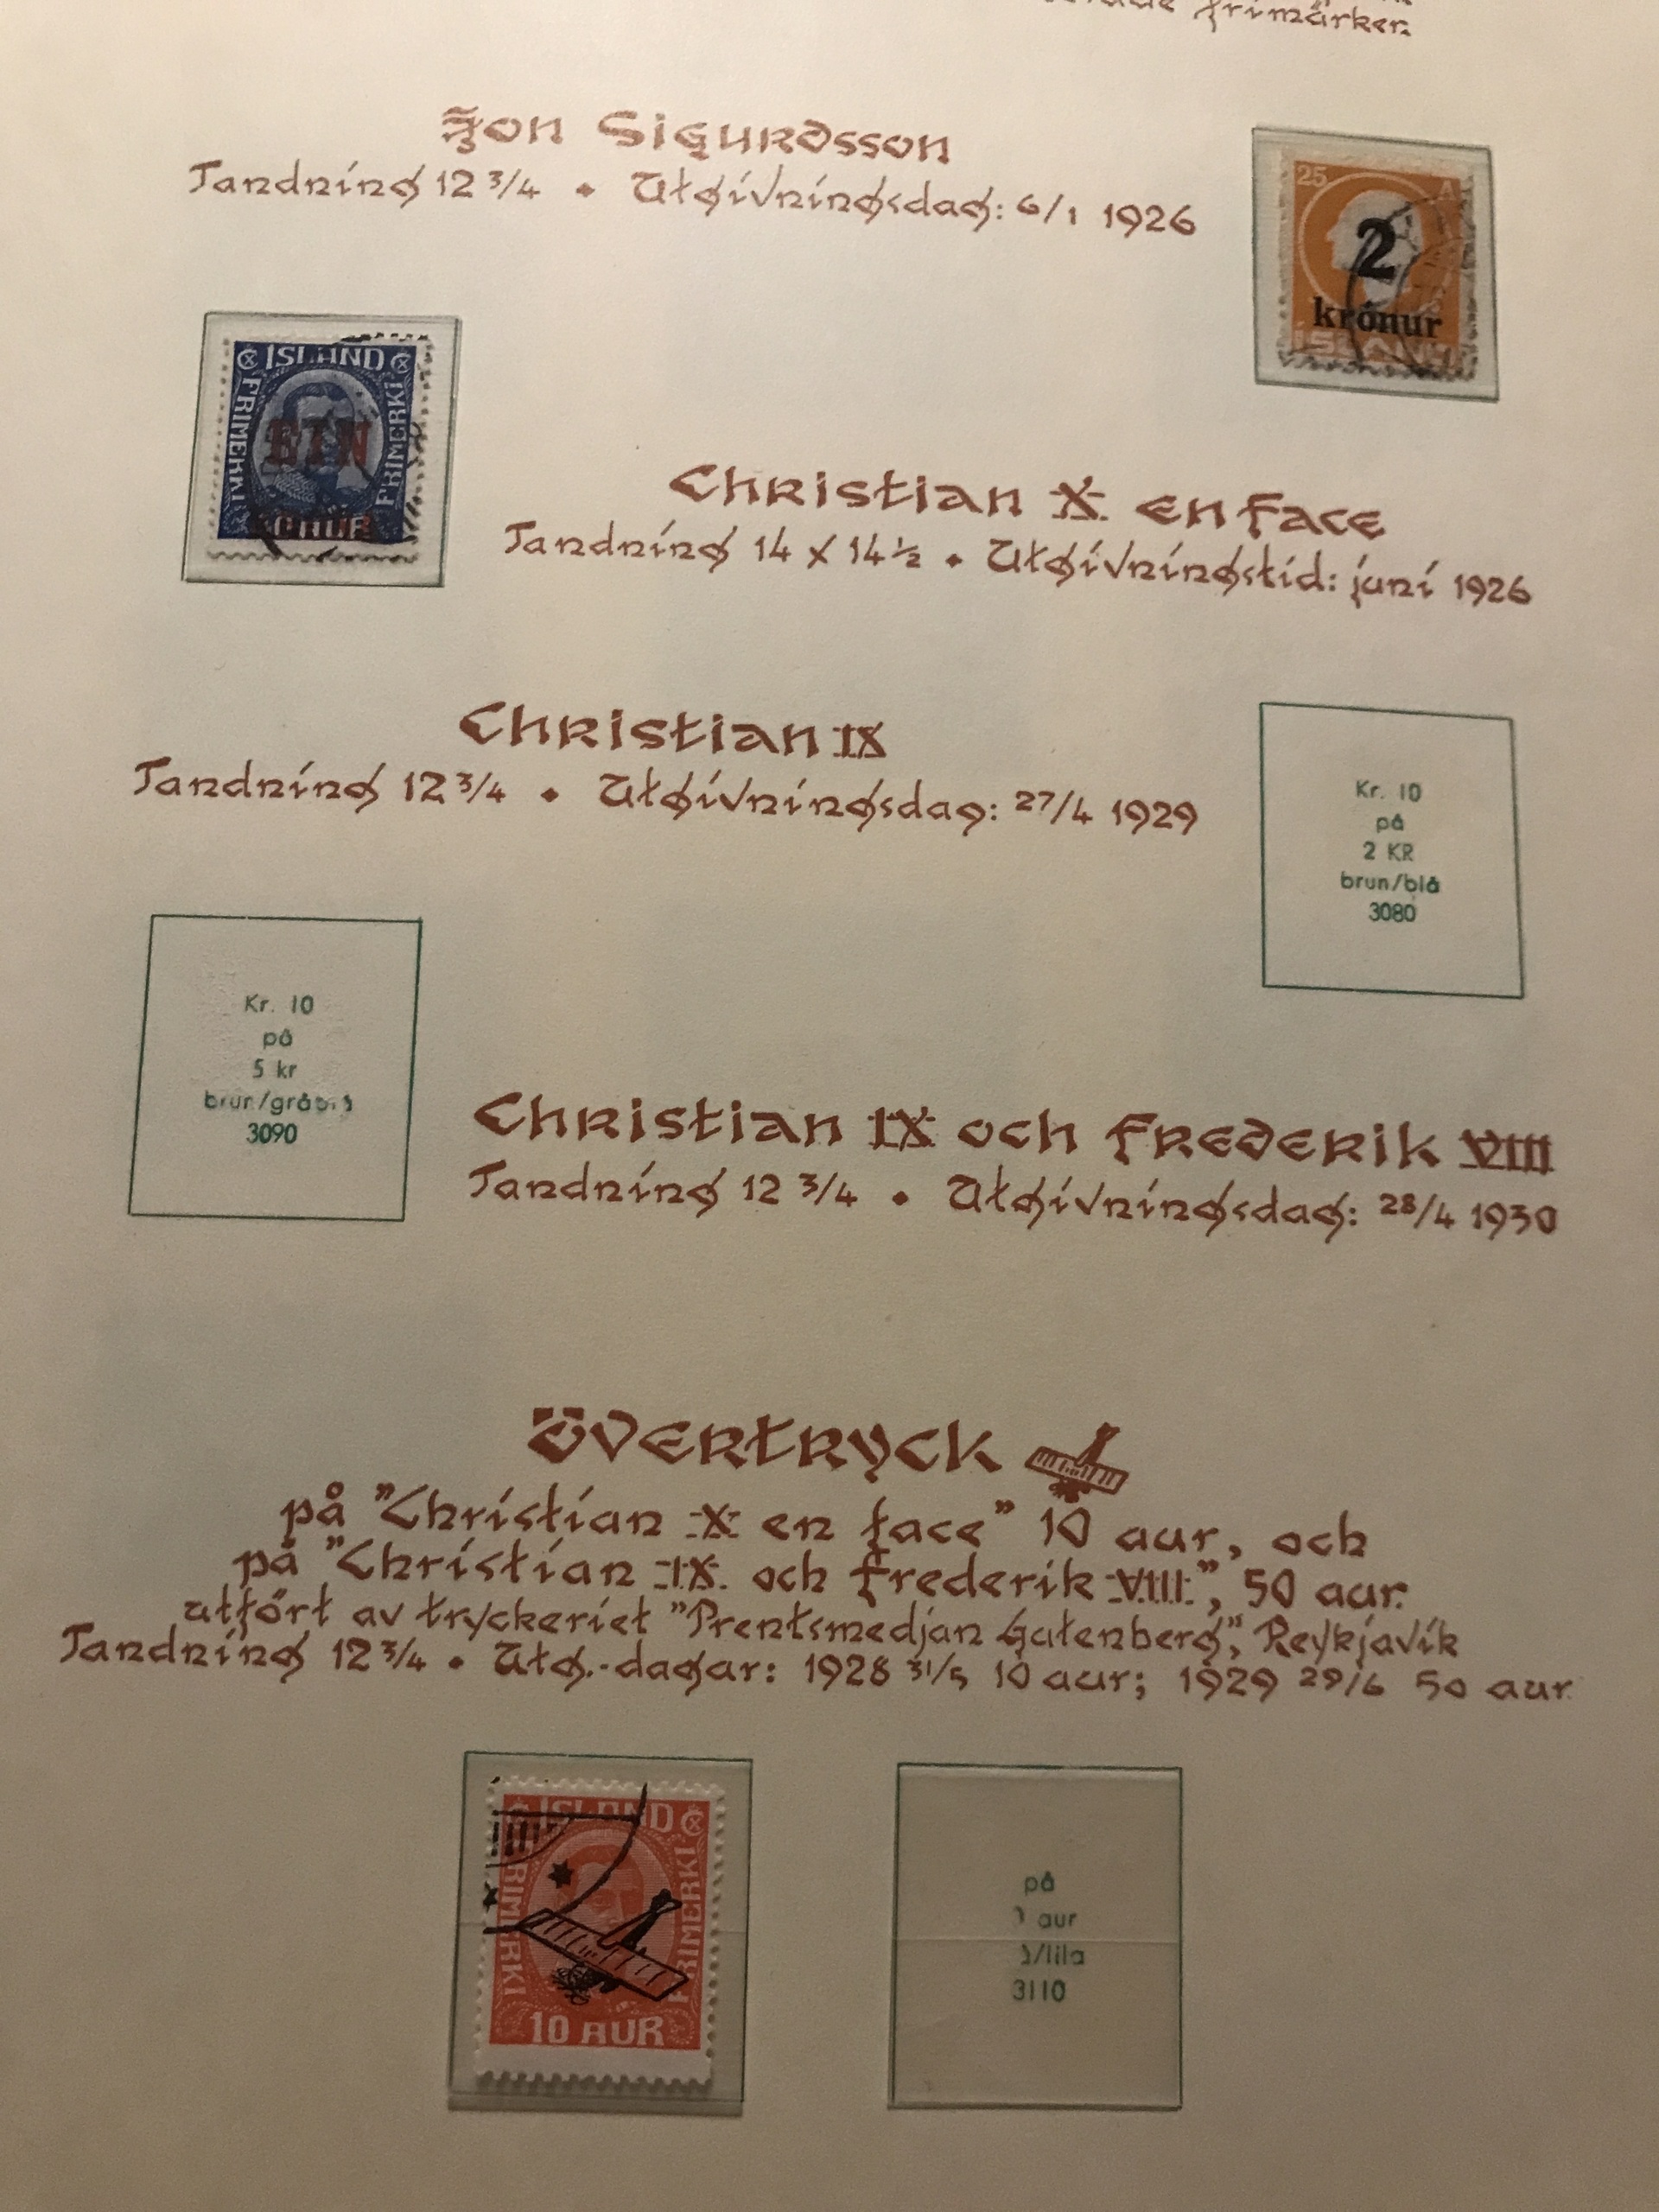 frimärker.
Jon Sigurdsson
Tandning 12 3/4 • Utgivningsdag: 6/1 1926
25 A
2
krónur
ÍSLAND
ISLAND
FRIMERKI
FRIMERKI
EIN
Christian X en face
Tandning 14 x 14½ • Utgivningstid: juni 1926
Christian IX
Tandning 12 3/4 • Utgivningsdag: 27/4 1929
Kr. 10
på
2 KR
brun/blå
3080
Kr. 10
på
5 kr
brun/gråblå
3090
Christian IX och Frederik VIII
Tandning 12 3/4 • Utgivningsdag: 28/4 1930
Övertryck
på "Christian X en face" 10 aur, och
på "Christian IX och Frederik VIII", 50 aur.
utfört av tryckeriet "Prentsmedjan Gutenberg", Reykjavik
Tandning 12 3/4 • Utg.-dagar: 1928 31/5 10 aur; 1929 29/6 50 aur.
ISLAND
FRIMERKI
FRIMERKI
10 AUR
på
aur
/lila
3110